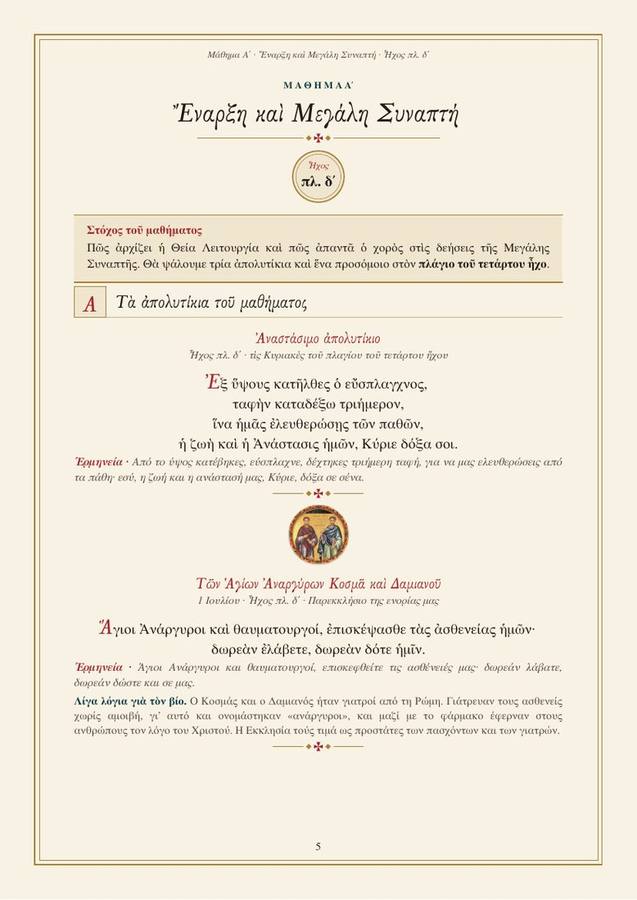 Μάθημα Α΄ · Ἔναρξη καὶ Μεγάλη Συναπτή · Ἦχος πλ. δ΄
ΜΑΘΗΜΑΑ΄
Ἔναρξη καὶ Μεγάλη Συναπτή
Ἦχος
πλ. δ΄
Στόχος τοῦ μαθήματος
Πῶς ἀρχίζει ἡ Θεία Λειτουργία καὶ πῶς ἀπαντᾶ ὁ χορὸς στὶς δεήσεις τῆς Μεγάλης
Συναπτῆς. Θὰ ψάλουμε τρία ἀπολυτίκια καὶ ἕνα προσόμοιο στὸν πλάγιο τοῦ τετάρτου ἦχο.
Α Τὰ ἀπολυτίκια τοῦ μαθήματος
Ἀναστάσιμο ἀπολυτίκιο
Ἦχος πλ. δ΄ · τὶς Κυριακὲς τοῦ πλαγίου τοῦ τετάρτου ἤχου
Ἐξ ὕψους κατῆλθες ὁ εὔσπλαγχνος,
ταφὴν καταδέξω τριήμερον,
ἵνα ἡμᾶς ἐλευθερώσῃς τῶν παθῶν,
ἡ ζωὴ καὶ ἡ Ἀνάστασις ἡμῶν, Κύριε δόξα σοι.
Ἑρμηνεία · Από το ύψος κατέβηκες, εύσπλαχνε, δέχτηκες τριήμερη ταφή, για να μας ελευθερώσεις από
τα πάθη· εσύ, η ζωή και η ανάστασή μας, Κύριε, δόξα σε σένα.
Τῶν Ἁγίων Ἀναργύρων Κοσμᾶ καὶ Δαμιανοῦ
1 Ιουλίου · Ἦχος πλ. δ΄ · Παρεκκλήσιο της ενορίας μας
Ἅγιοι Ἀνάργυροι καὶ θαυματουργοί, ἐπισκέψασθε τὰς ἀσθενείας ἡμῶν·
δωρεὰν ἐλάβετε, δωρεὰν δότε ἡμῖν.
Ἑρμηνεία · Άγιοι Ανάργυροι και θαυματουργοί, επισκεφθείτε τις ασθένειές μας· δωρεάν λάβατε,
δωρεάν δώστε και σε μας.
Λίγα λόγια γιὰ τὸν βίο. Ο Κοσμάς και ο Δαμιανός ήταν γιατροί από τη Ρώμη. Γιάτρευαν τους ασθενείς
χωρίς αμοιβή, γι’ αυτό και ονομάστηκαν «ανάργυροι», και μαζί με το φάρμακο έφερναν στους
ανθρώπους τον λόγο του Χριστού. Η Εκκλησία τούς τιμά ως προστάτες των πασχόντων και των γιατρών.
5